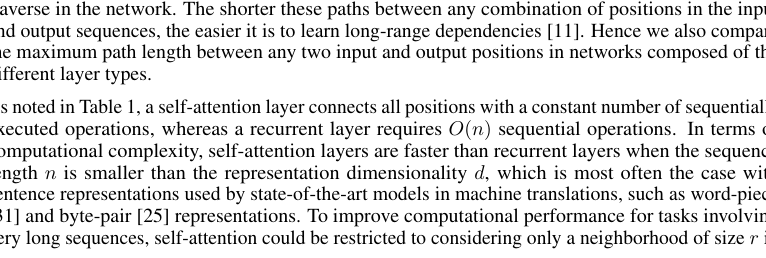 averse in the network. The shorter these paths between any combination of positions in the inpu
nd output sequences, the easier it is to learn long-range dependencies [11]. Hence we also compar
he maximum path length between any two input and output positions in networks composed of th
ifferent layer types.
s noted in Table 1, a self-attention layer connects all positions with a constant number of sequentiall
xecuted operations, whereas a recurrent layer requires O(n) sequential operations. In terms o
omputational complexity, self-attention layers are faster than recurrent layers when the sequenc
ength n is smaller than the representation dimensionality d, which is most often the case wit
entence representations used by state-of-the-art models in machine translations, such as word-piec
31] and byte-pair [25] representations. To improve computational performance for tasks involvin
ery long sequences, self-attention could be restricted to considering only a neighborhood of size r i